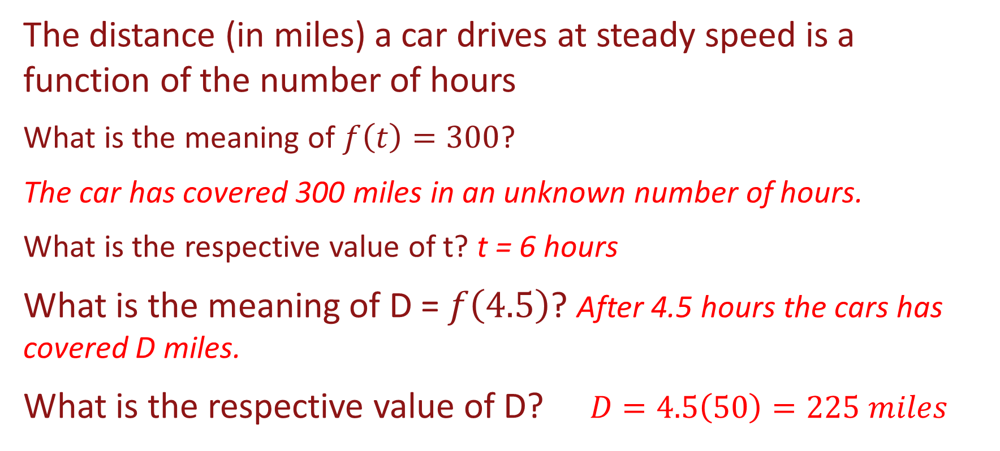 The distance (in miles) a car drives at steady speed is a
function of the number of hours
What is the meaning of f(t) = 300?
The car has covered 300 miles in an unknown number of hours.
What is the respective value of t? t = 6 hours
What is the meaning of D = f(4.5)? After 4.5 hours the cars has
covered D miles.
What is the respective value of D? D = 4.5(50) = 225 miles